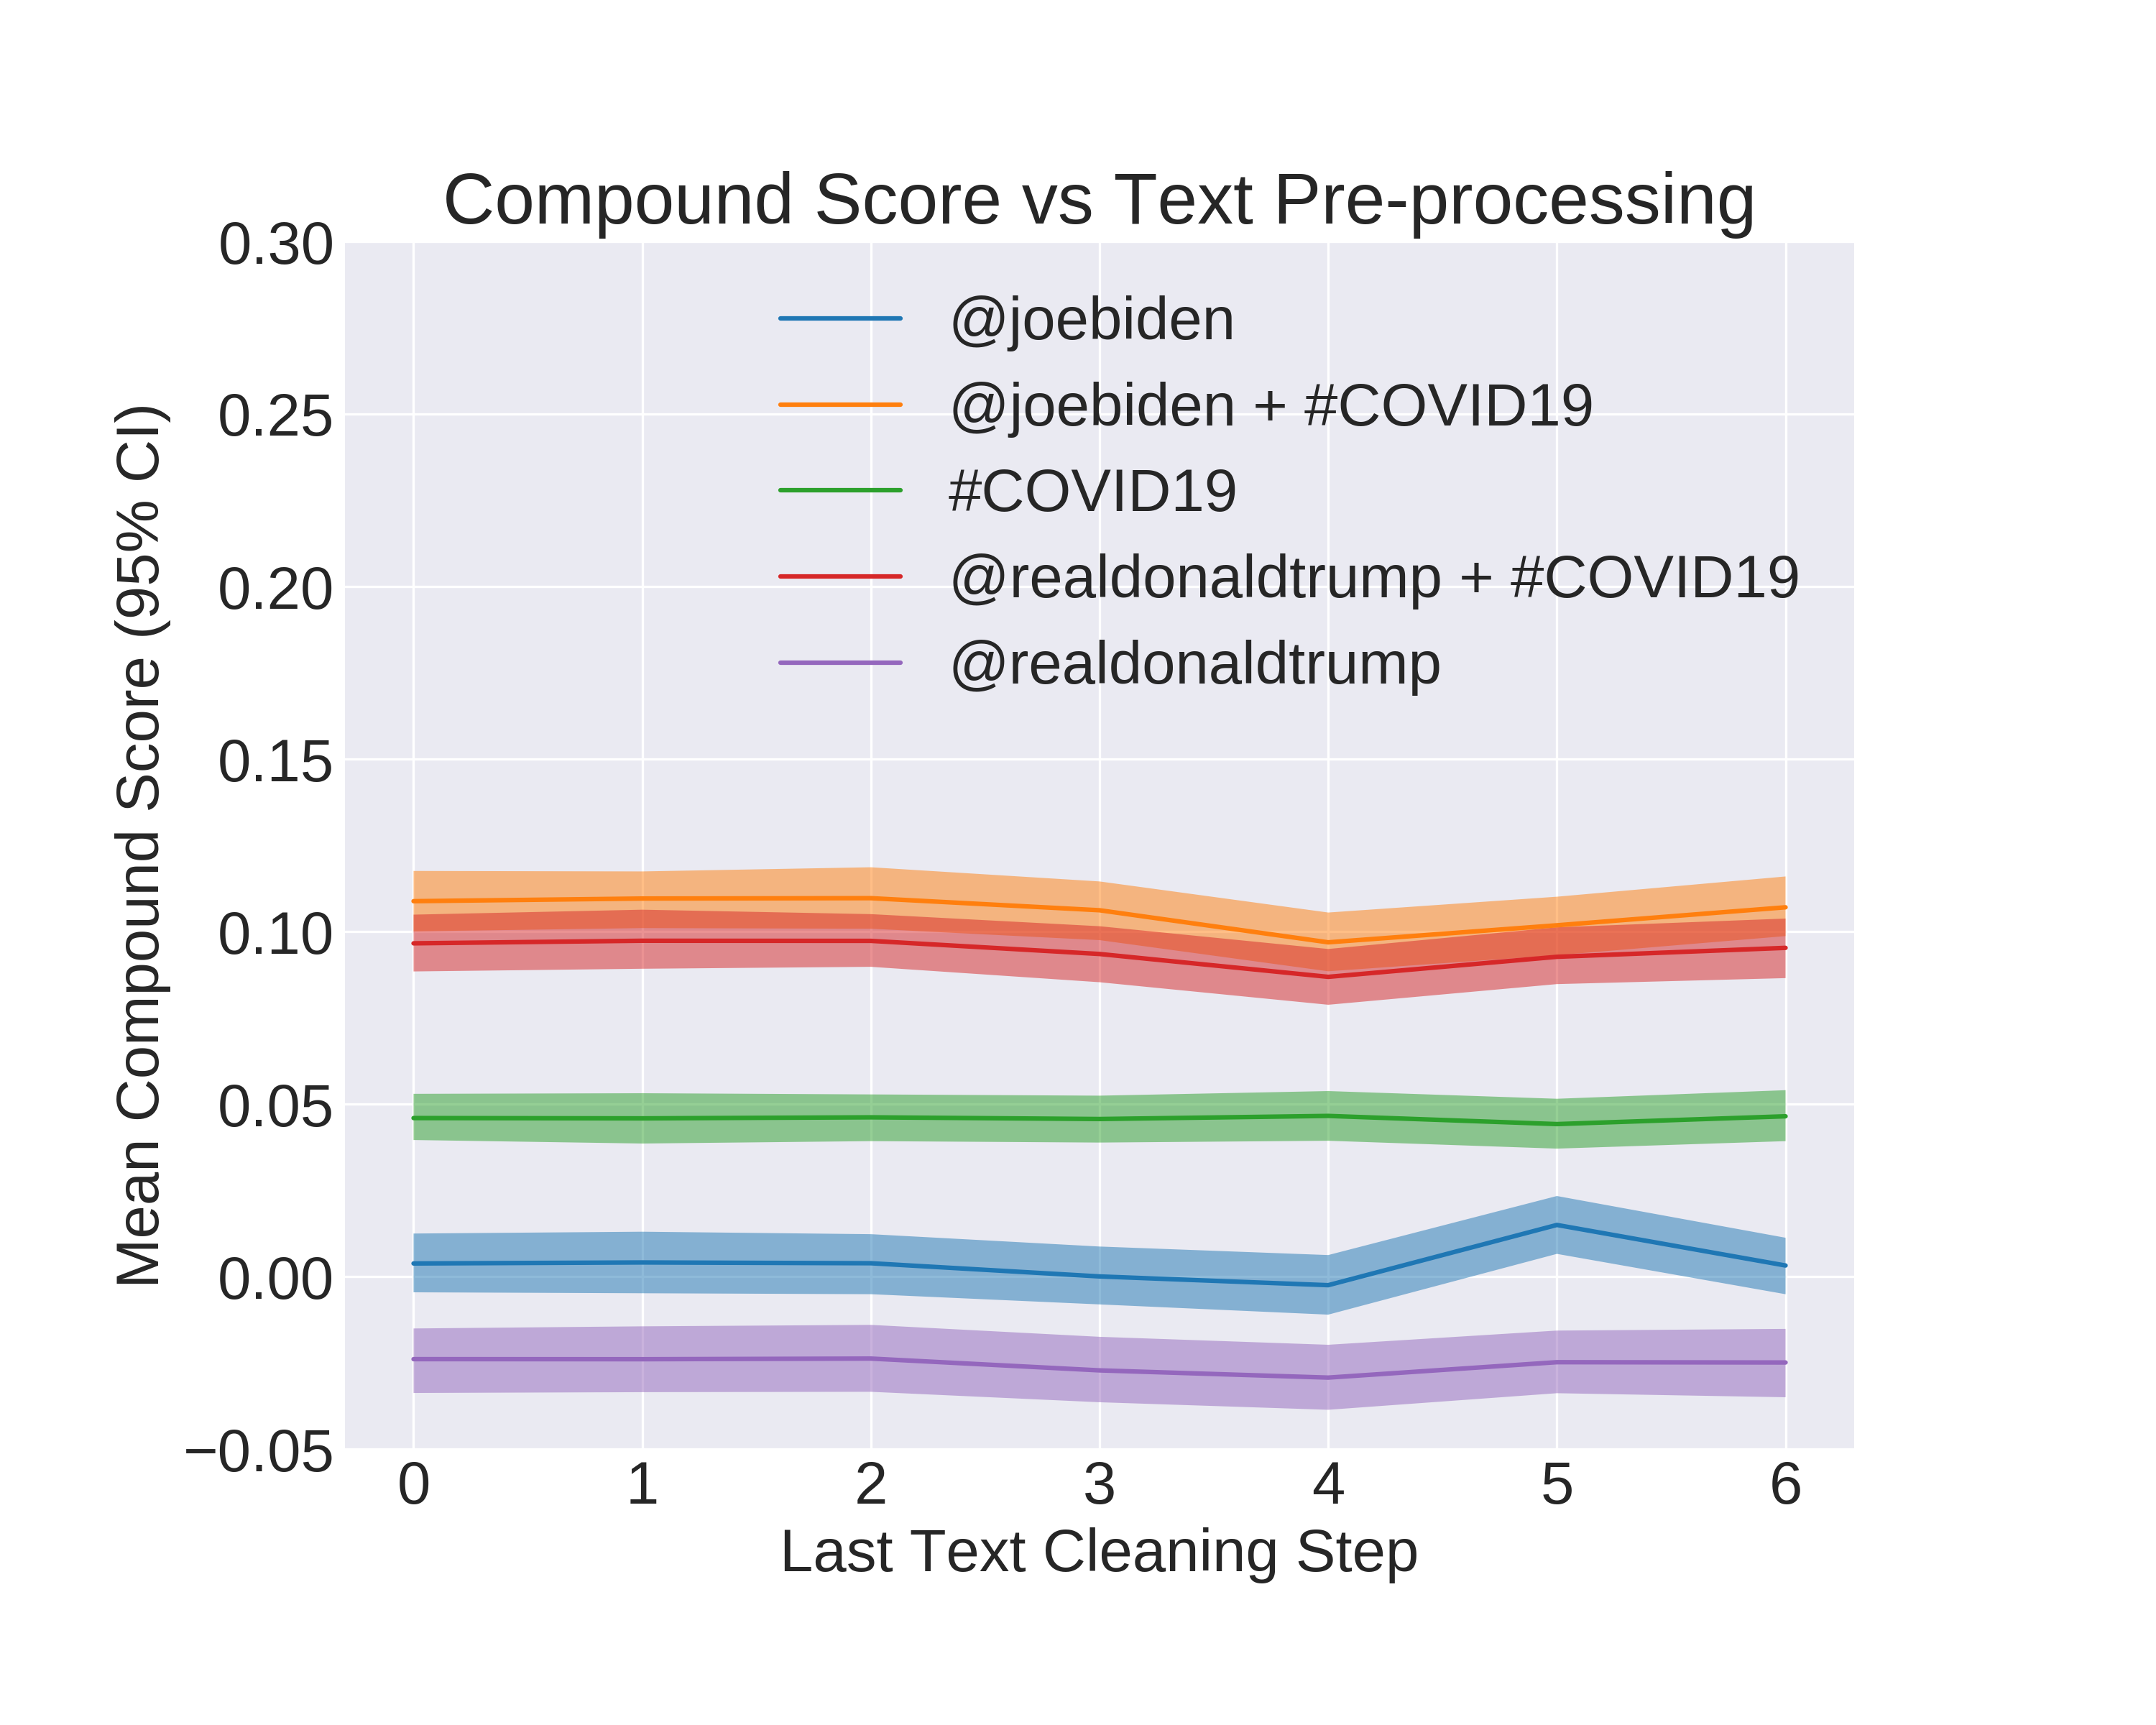 Compound Score vs Text Pre-processing
0.30
0.25
0.20
0.15
0.10
0.05
0.00
−0.05
Mean Compound Score (95% CI)
@joebiden
@joebiden + #COVID19
#COVID19
@realdonaldtrump + #COVID19
@realdonaldtrump
0 1 2 3 4 5 6
Last Text Cleaning Step